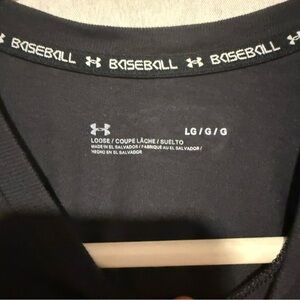 BASEBALL BASEBALL BASEBALL
LG / G / G
LOOSE / COUPE LÂCHE / SUELTO
MADE IN EL SALVADOR / FABRIQUÉ AU EL SALVADOR /
HECHO EN EL SALVADOR